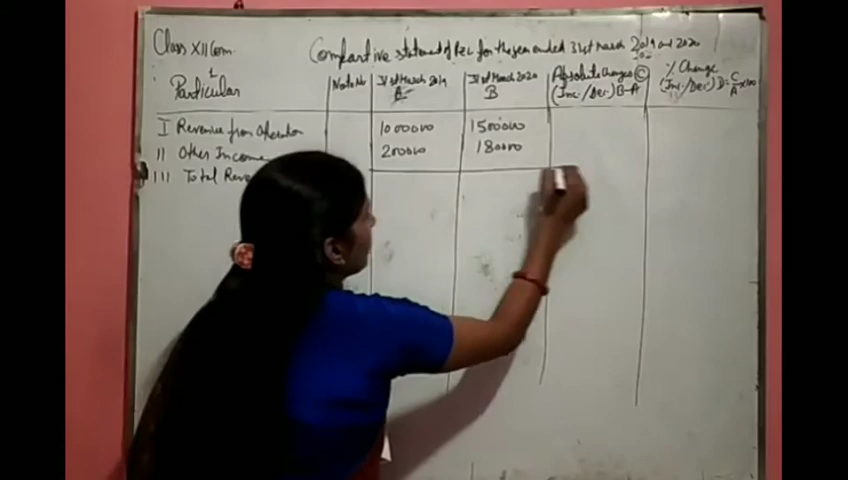 Class XII Com.
Comparative statement of P&L for the year ended 31st March 2019 and 2020
Particular
Note No
31st March 2019
A
31st March 2020
B
Absolute Changes (C)
(Inc./Dec.) B-A
% Change
(Inc./Dec.) D = C/A x 100
I Revenue from Operation 1000000 1500000
II Other Income 200000 180000
III Total Rev